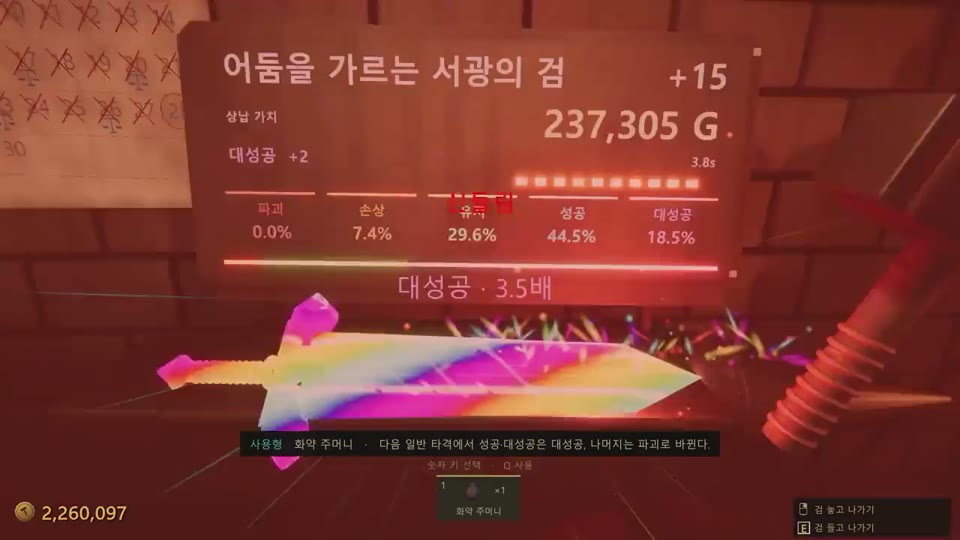 어둠을 가르는 서광의 검 +15
상납 가치 237,305 G
대성공 +2
3.8s
파괴 손상 유지 성공 대성공
0.0% 7.4% 29.6% 44.5% 18.5%
대성공 · 3.5배
사용형 화약 주머니 · 다음 일반 타격에서 성공·대성공은 대성공, 나머지는 파괴로 바뀐다.
숫자 키 선택 · Q 사용
1 ×1
화약 주머니
2,260,097
검 놓고 나가기
E 검 들고 나가기
30